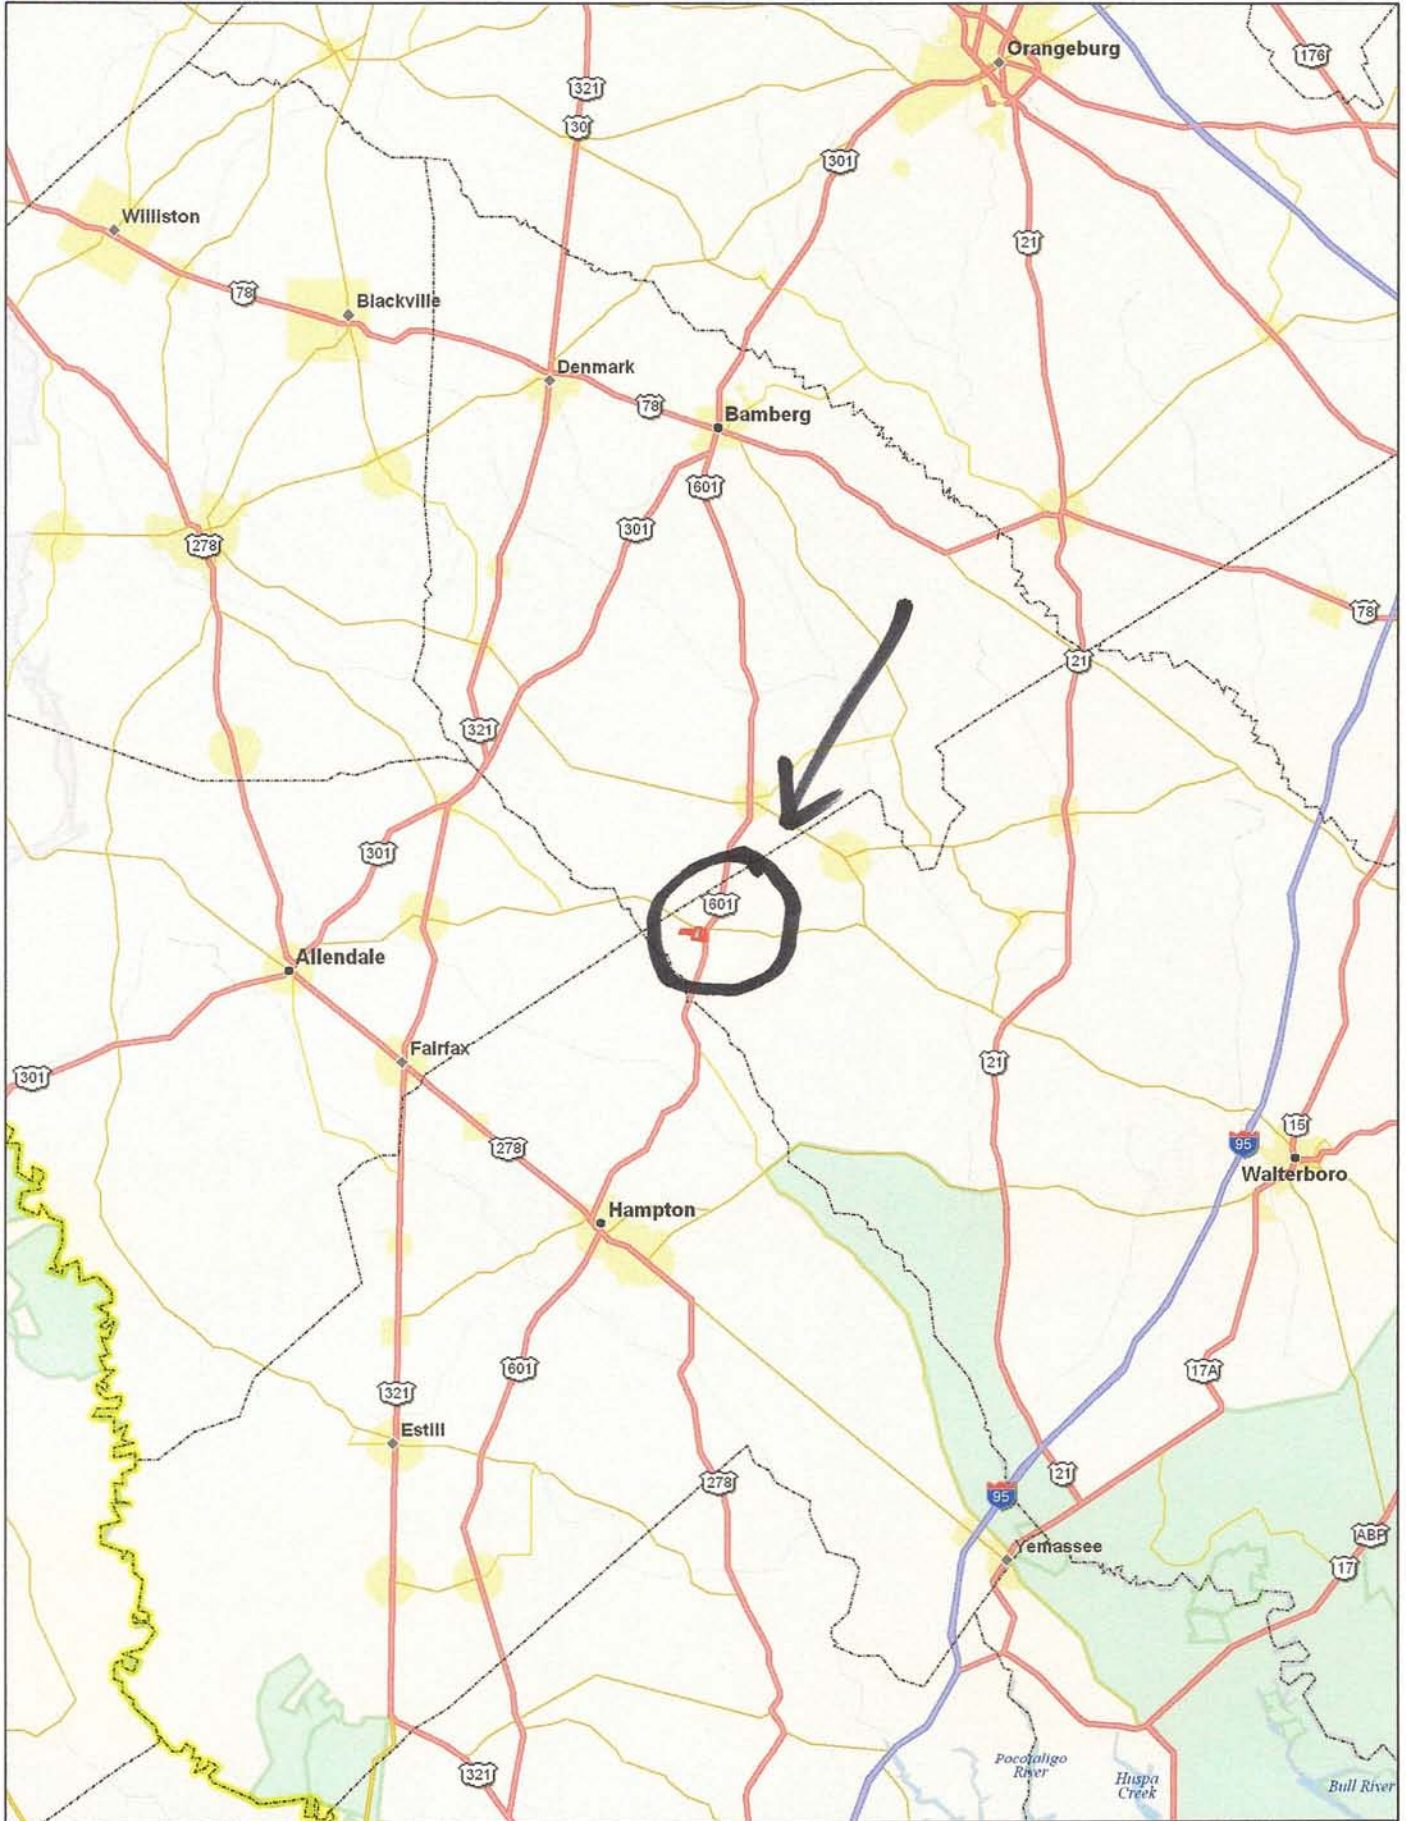 Orangeburg
176
321
30
301
Williston
21
78
Blackville
Denmark
78
Bamberg
601
301
278
78
21
321
301
601
Allendale
Fairfax
21
301
15
95
278
Walterboro
Hampton
601
17A
321
Estill
21
278
95
ABP
Yemassee
17
Pocotaligo
River
321
Huspa
Creek
Bull River